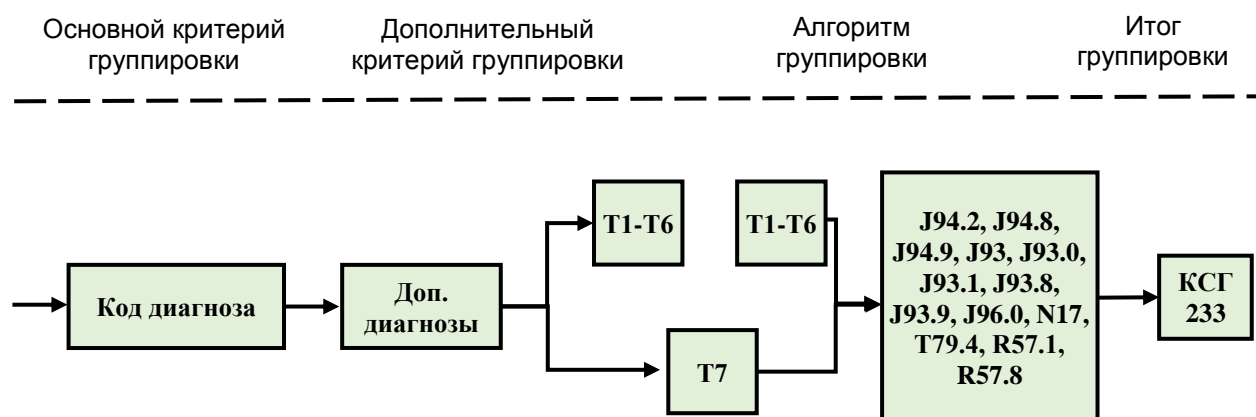 Основной критерий
группировки
Дополнительный
критерий группировки
Алгоритм
группировки
Итог
группировки
Код диагноза
Доп.
диагнозы
T1-T6
T7
T1-T6
J94.2, J94.8,
J94.9, J93, J93.0,
J93.1, J93.8,
J93.9, J96.0, N17,
T79.4, R57.1,
R57.8
КСГ
233